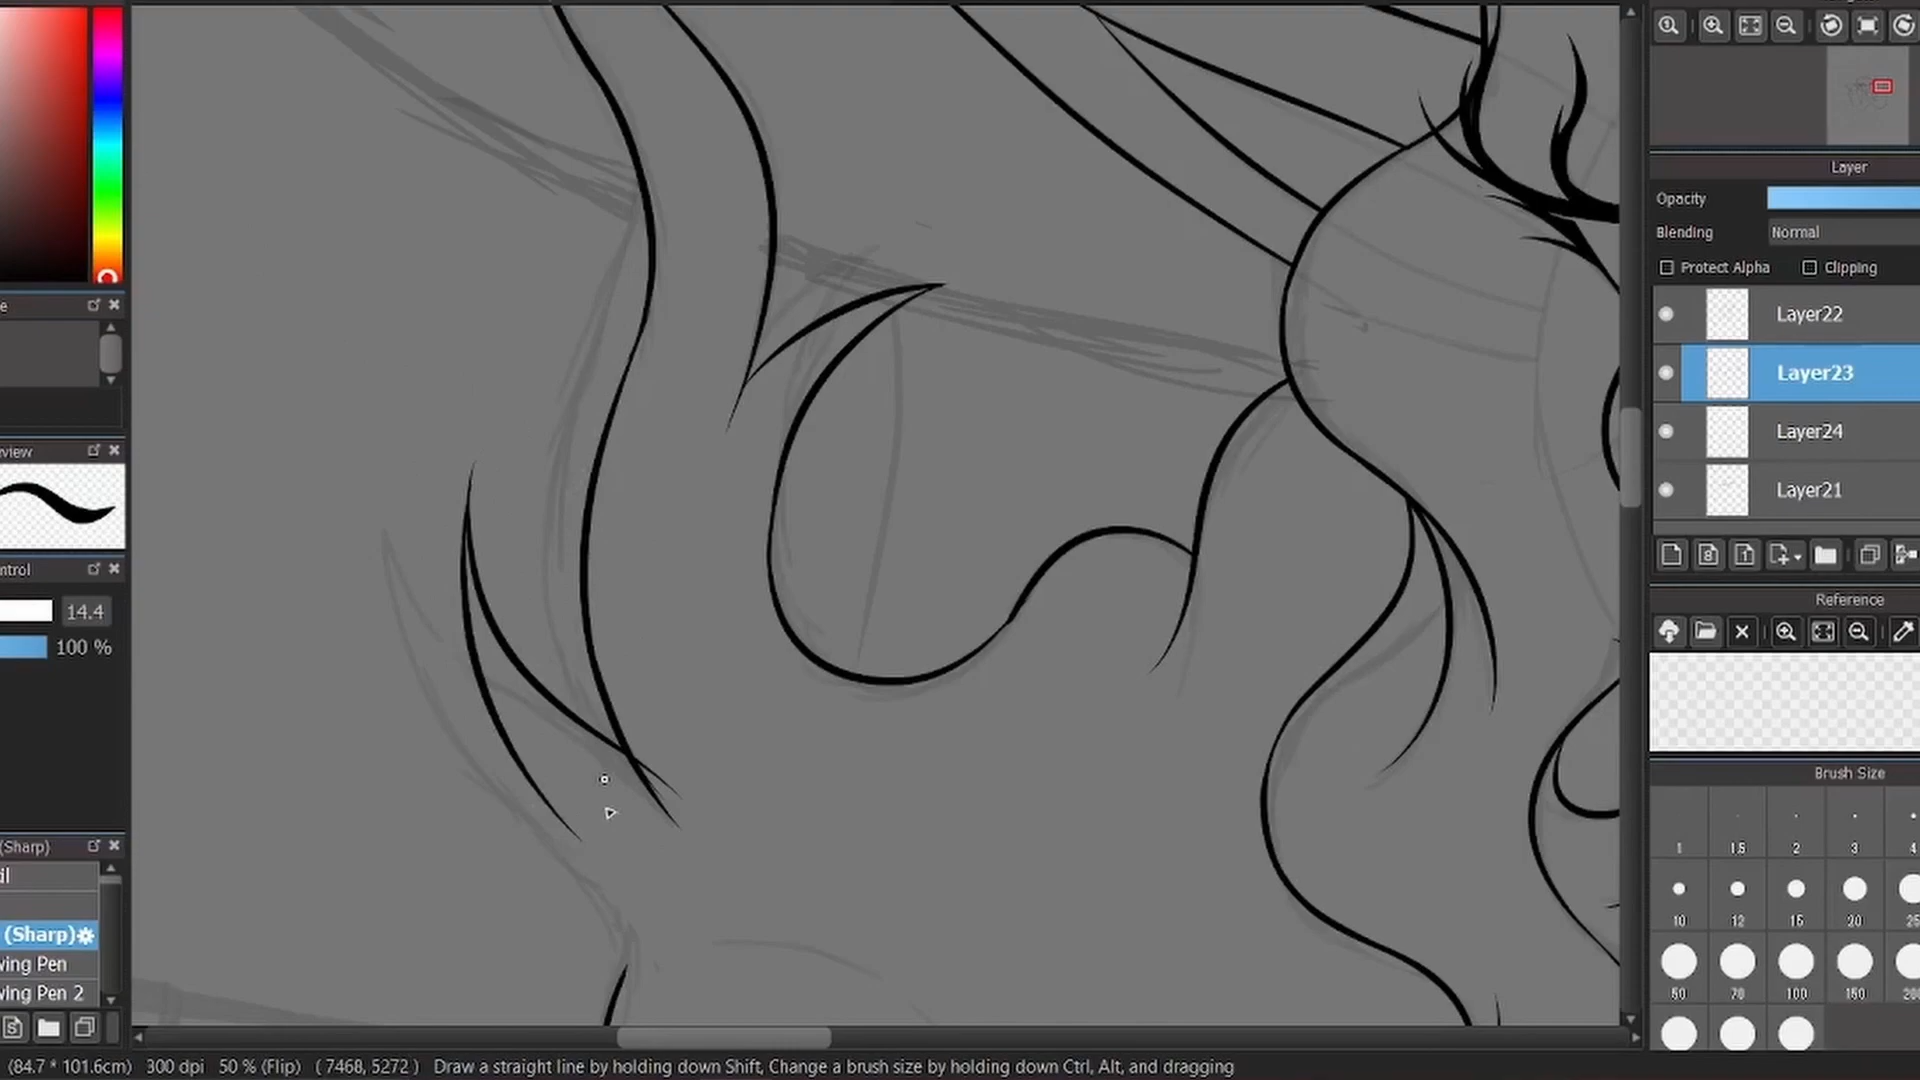 e
view
ntrol
14.4
100 %
(Sharp)
il
(Sharp)
wing Pen
wing Pen 2
Layer
Opacity
Blending Normal
Protect Alpha Clipping
Layer22
Layer23
Layer24
Layer21
Reference
Brush Size
1 1.5 2 3 4
10 12 15 20 25
50 70 100 150 200
(84.7 * 101.6cm) 300 dpi 50 % (Flip) ( 7468, 5272 ) Draw a straight line by holding down Shift, Change a brush size by holding down Ctrl, Alt, and dragging